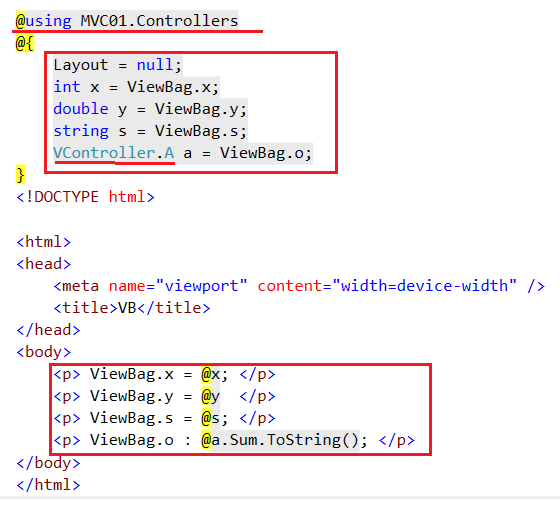 @using MVC01.Controllers
@{
    Layout = null;
    int x = ViewBag.x;
    double y = ViewBag.y;
    string s = ViewBag.s;
    VController.A a = ViewBag.o;
}
<!DOCTYPE html>

<html>
<head>
    <meta name="viewport" content="width=device-width" />
    <title>VB</title>
</head>
<body>
    <p> ViewBag.x = @x; </p>
    <p> ViewBag.y = @y  </p>
    <p> ViewBag.s = @s; </p>
    <p> ViewBag.o : @a.Sum.ToString(); </p>
</body>
</html>